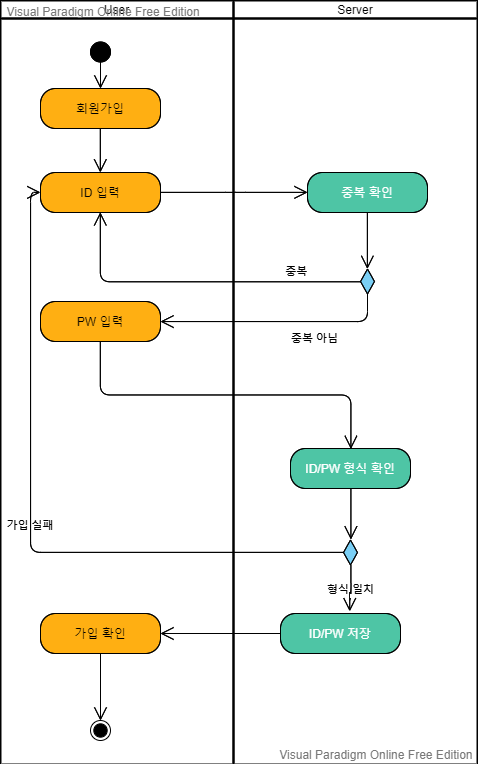 Visual Paradigm Online Free Edition
User
Server
회원가입
ID 입력
중복 확인
중복
PW 입력
중복 아님
ID/PW 형식 확인
가입 실패
형식 일치
가입 확인
ID/PW 저장
Visual Paradigm Online Free Edition